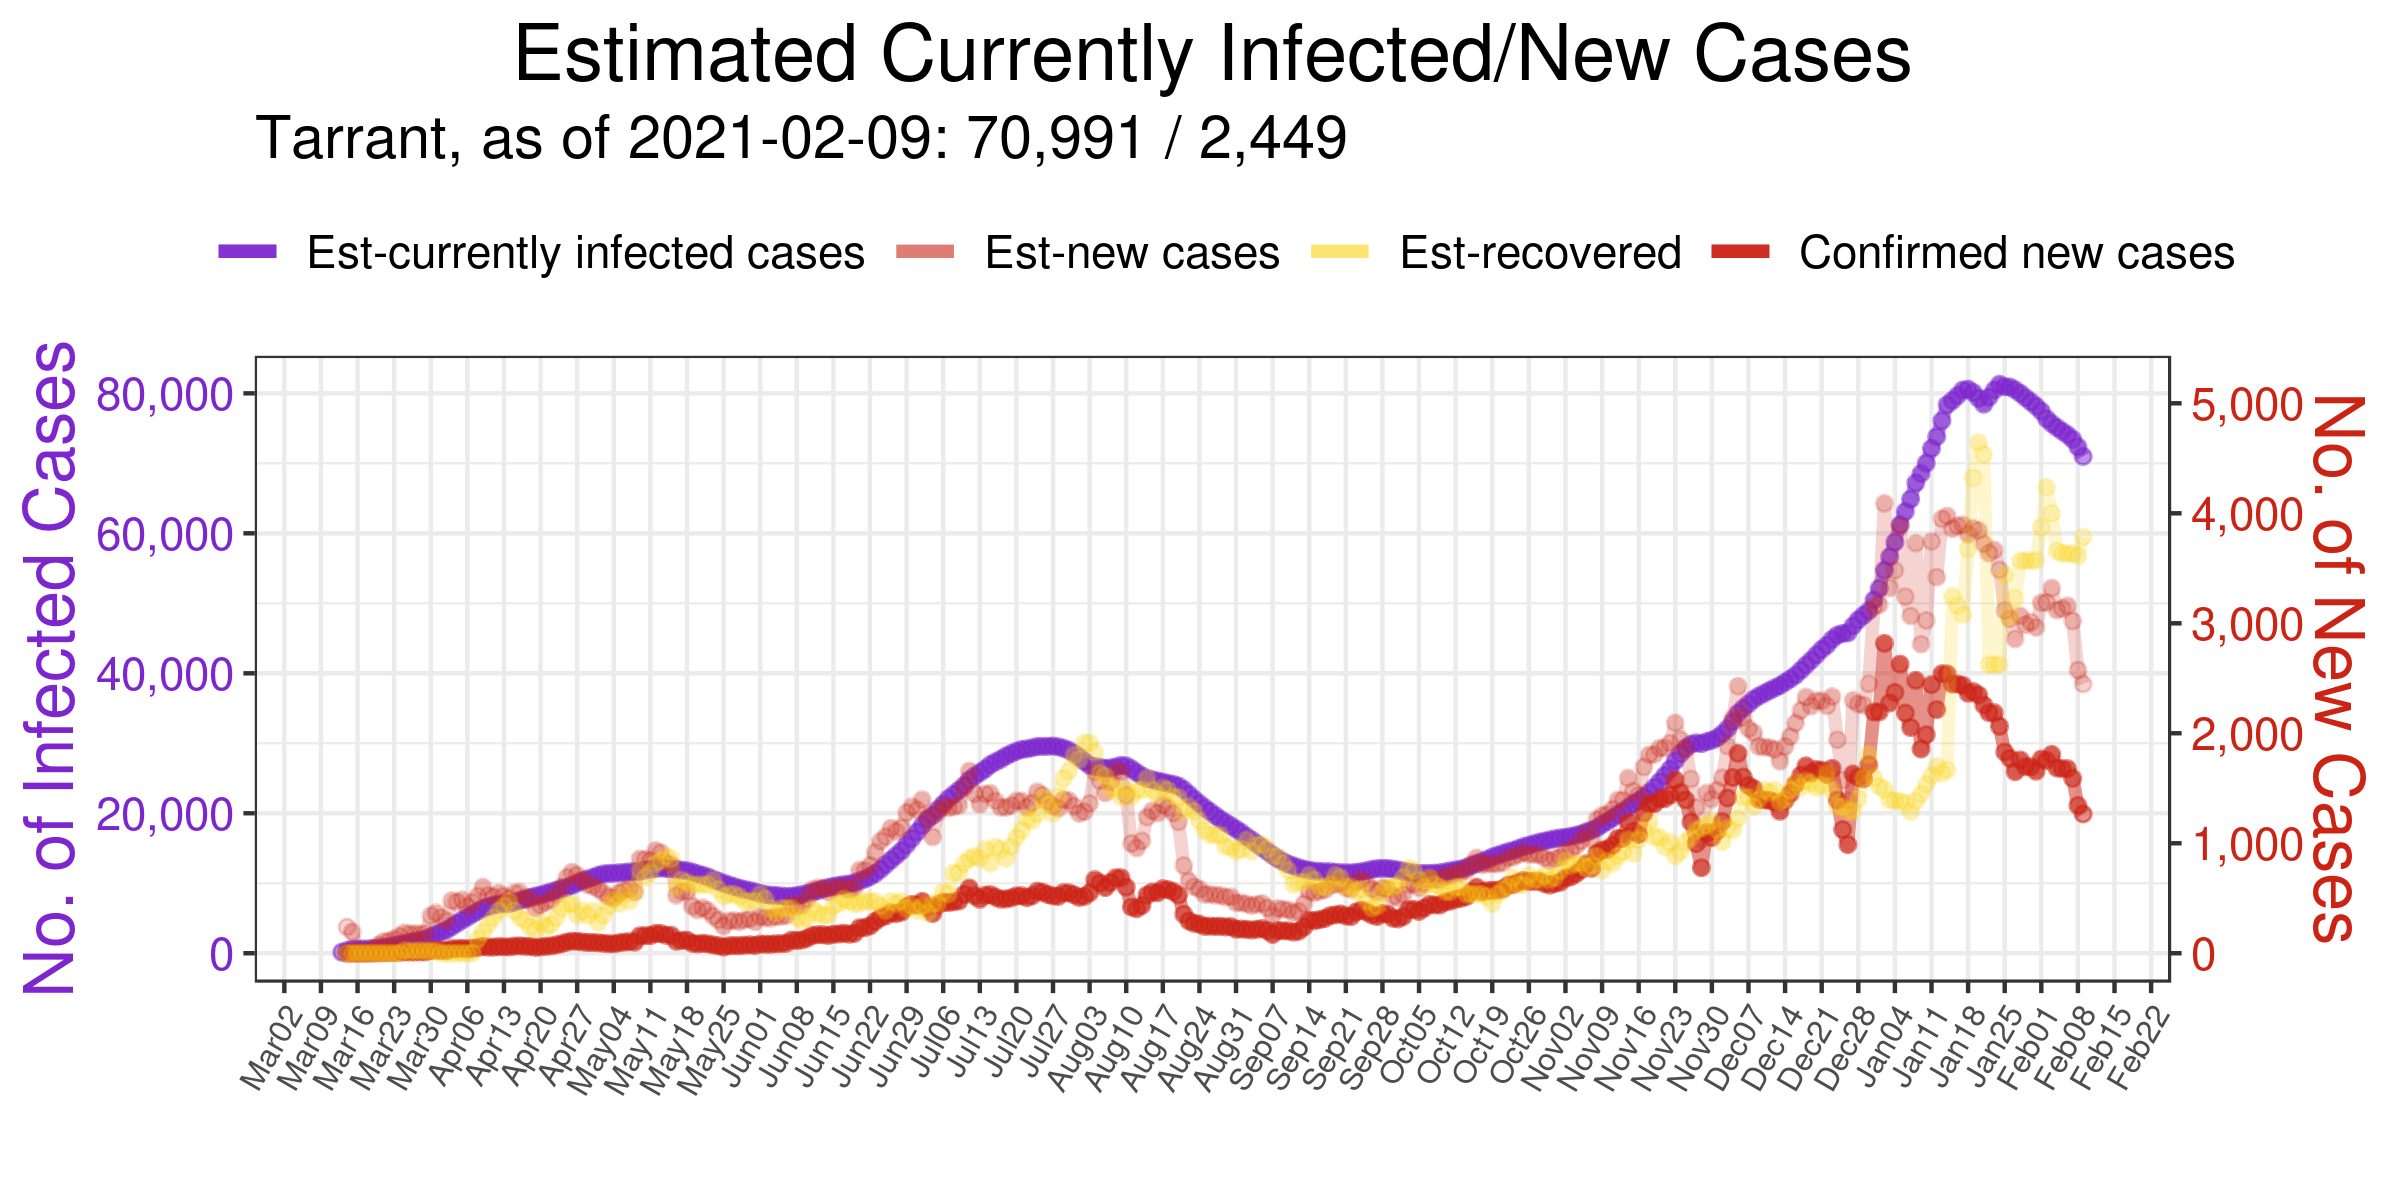 Estimated Currently Infected/New Cases
Tarrant, as of 2021-02-09: 70,991 / 2,449
Est-currently infected cases Est-new cases Est-recovered Confirmed new cases
No. of Infected Cases
80,000
60,000
40,000
20,000
0
5,000
4,000
3,000
2,000
1,000
0
No. of New Cases
Mar02 Mar09 Mar16 Mar23 Mar30 Apr06 Apr13 Apr20 Apr27 May04 May11 May18 May25 Jun01 Jun08 Jun15 Jun22 Jun29 Jul06 Jul13 Jul20 Jul27 Aug03 Aug10 Aug17 Aug24 Aug31 Sep07 Sep14 Sep21 Sep28 Oct05 Oct12 Oct19 Oct26 Nov02 Nov09 Nov16 Nov23 Nov30 Dec07 Dec14 Dec21 Dec28 Jan04 Jan11 Jan18 Jan25 Feb01 Feb08 Feb15 Feb22